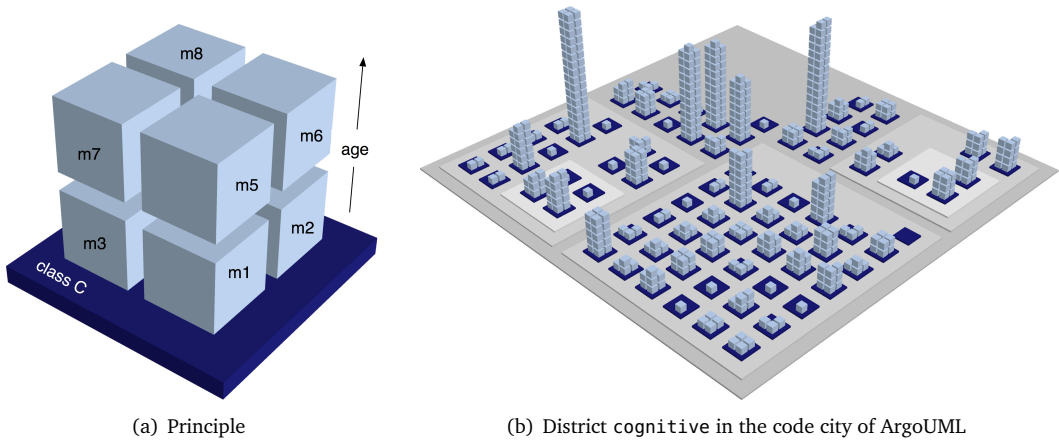 m8
m6
m7
age
m5
m3
m2
m1
class C
(a) Principle
(b) District cognitive in the code city of ArgoUML